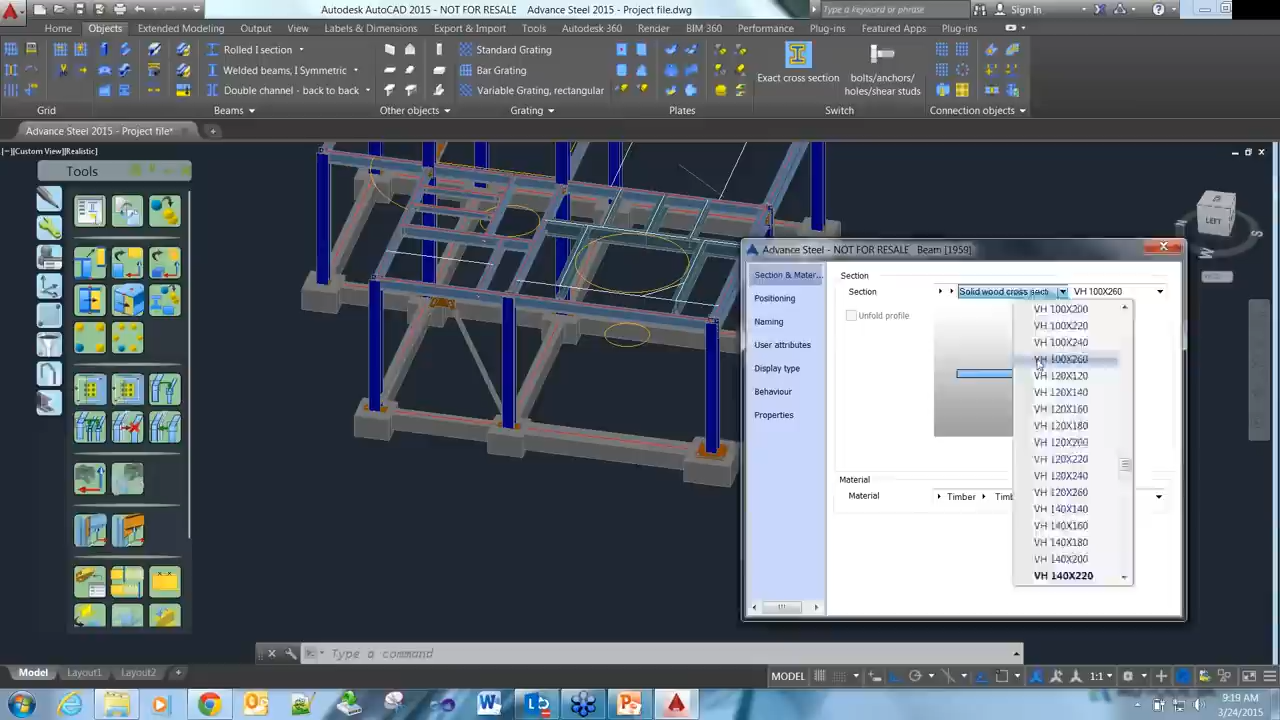 Autodesk AutoCAD 2015 - NOT FOR RESALE Advance Steel - Project file.dwg
Type a keyword or phrase
Sign In
Home Objects Extended Modeling Output View Labels & Dimensions Export & Import Tools Autodesk 360 Render BIM 360 Performance Plug-ins Featured Apps Plug-ins
Rolled I section
Welded beams, I Symmetric
Double channel - back to back
Standard Grating
Bar Grating
Variable Grating, rectangular
Exact cross section
bolts/anchors/
holes/shear studs
Grid Beams Other objects Grating Plates Switch Connection objects
Advance Steel 2015 - Project file*
[−][Custom View][Realistic]
Tools
LEFT
Advance Steel - NOT FOR RESALE Beam [1959]
Section & Mater...
Positioning
Naming
User attributes
Display type
Behaviour
Properties
Section
Section Solid wood cross secti VH 100X260
Unfold profile
VH 100X200
VH 100X220
VH 100X240
VH 100X260
VH 120X120
VH 120X140
VH 120X160
VH 120X180
VH 120X200
VH 120X220
VH 120X240
VH 120X260
VH 140X140
VH 140X160
VH 140X180
VH 140X200
VH 140X220
Material
Material Timber Timb
Type a command
Model Layout1 Layout2 +
MODEL 1:1
9:19 AM
3/24/2015